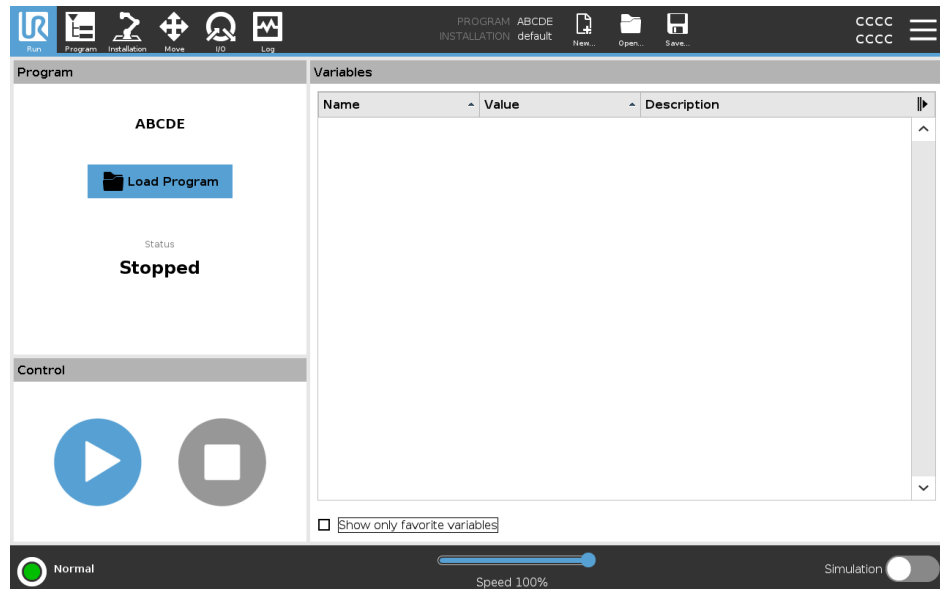 PROGRAM ABCDE
INSTALLATION default
CCCC
CCCC
Run
Program
Installation
Move
I/O
Log
New...
Open...
Save...
Program
Variables
ABCDE
Load Program
Status
Stopped
Name
Value
Description
Control
Show only favorite variables
Normal
Speed 100%
Simulation